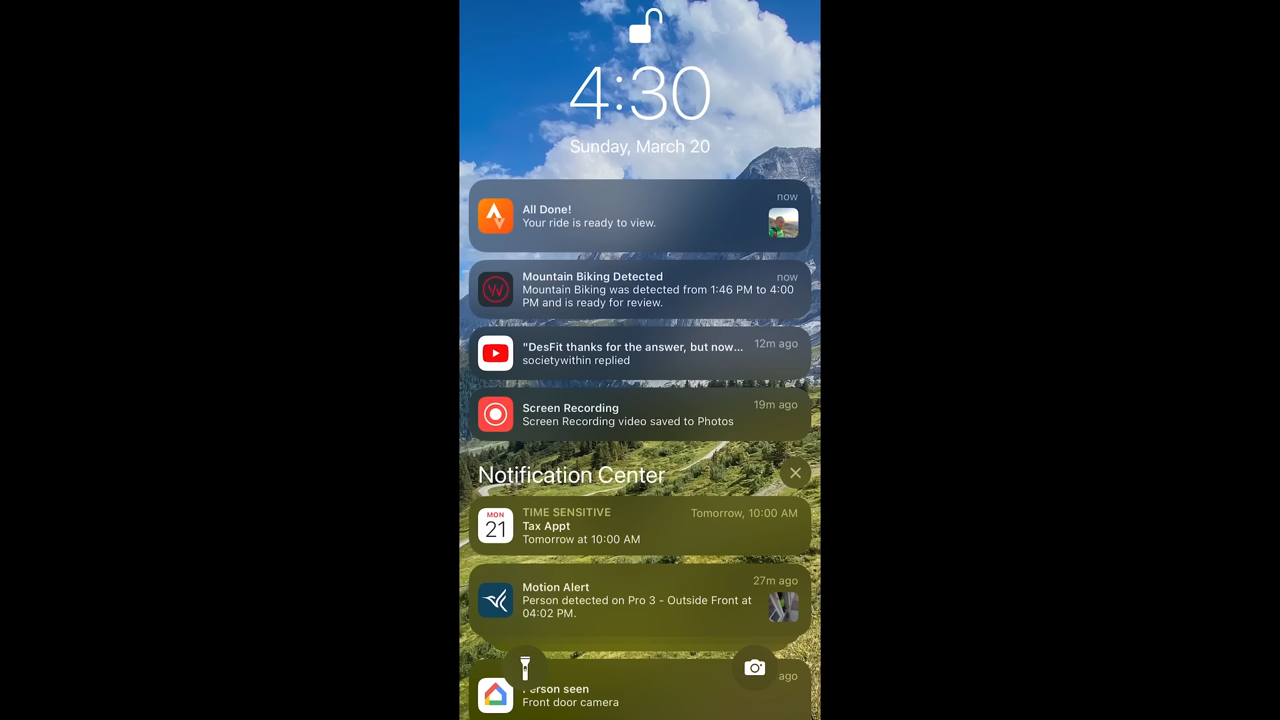 4:30
Sunday, March 20
now
All Done!
Your ride is ready to view.
Mountain Biking Detected
now
Mountain Biking was detected from 1:46 PM to 4:00
PM and is ready for review.
"DesFit thanks for the answer, but now...
12m ago
societywithin replied
Screen Recording
19m ago
Screen Recording video saved to Photos
Notification Center
MON
21
TIME SENSITIVE
Tomorrow, 10:00 AM
Tax Appt
Tomorrow at 10:00 AM
27m ago
Motion Alert
Person detected on Pro 3 - Outside Front at
04:02 PM.
ago
Person seen
Front door camera